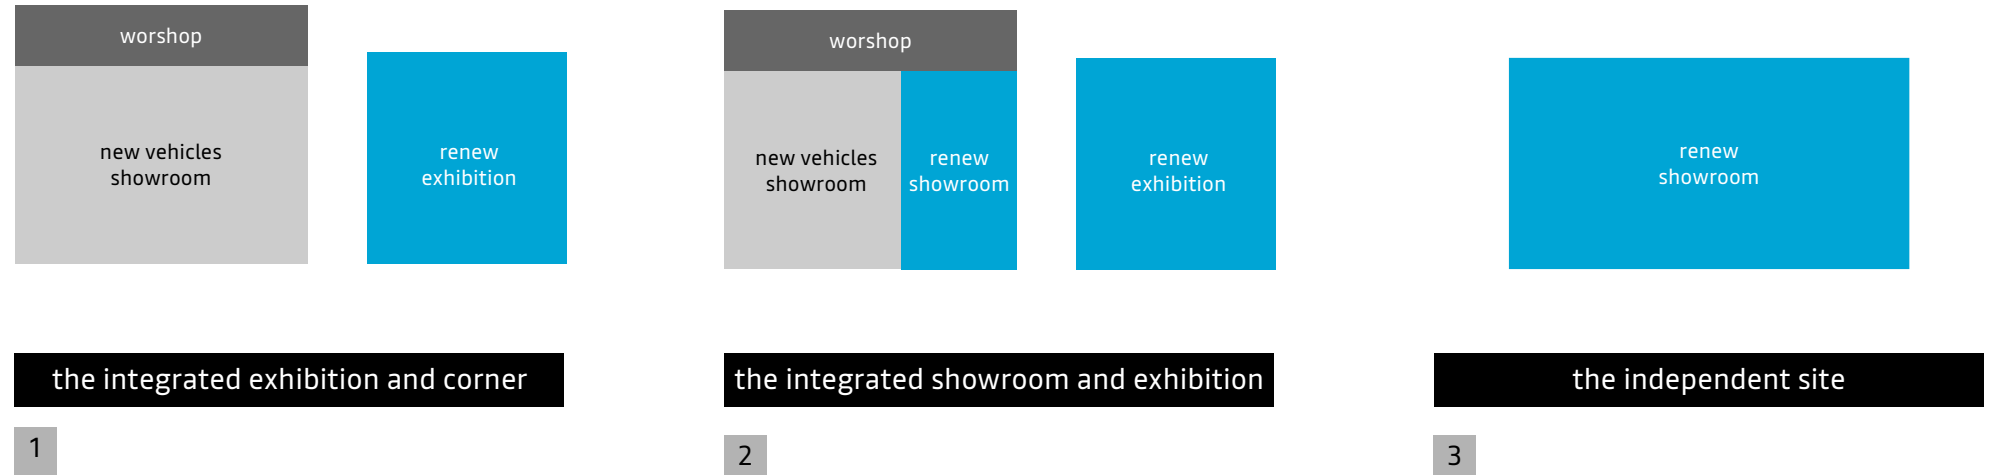 worshop
new vehicles
showroom
renew
exhibition
the integrated exhibition and corner
1
worshop
new vehicles
showroom
renew
showroom
renew
exhibition
the integrated showroom and exhibition
2
renew
showroom
the independent site
3